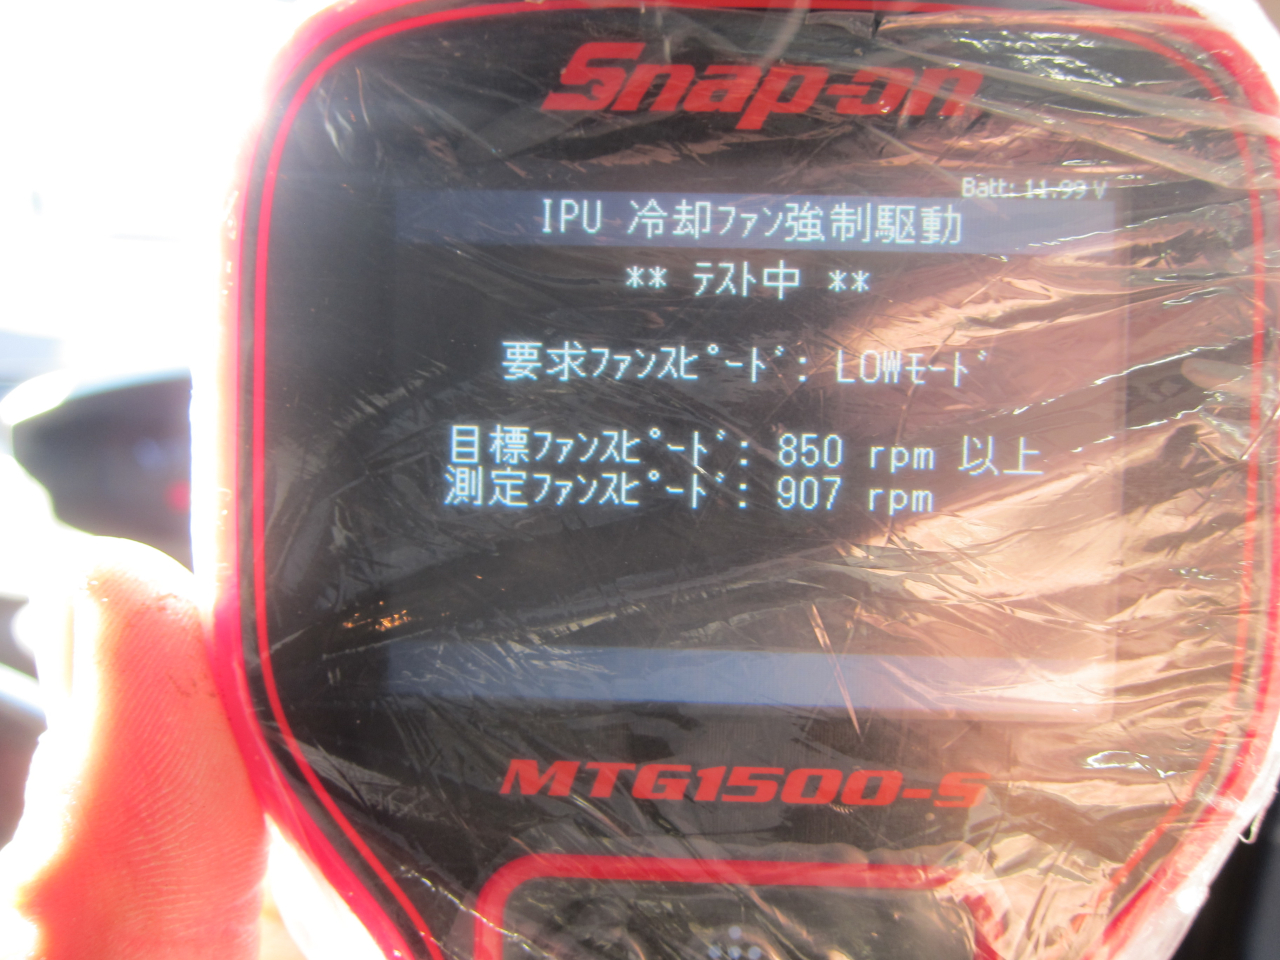 Snap-on
Batt: 11.99 V
IPU 冷却ファン強制駆動
** テスト中 **
要求ファンスピード: LOWモード
目標ファンスピード: 850 rpm 以上
測定ファンスピード: 907 rpm
MTG1500-S